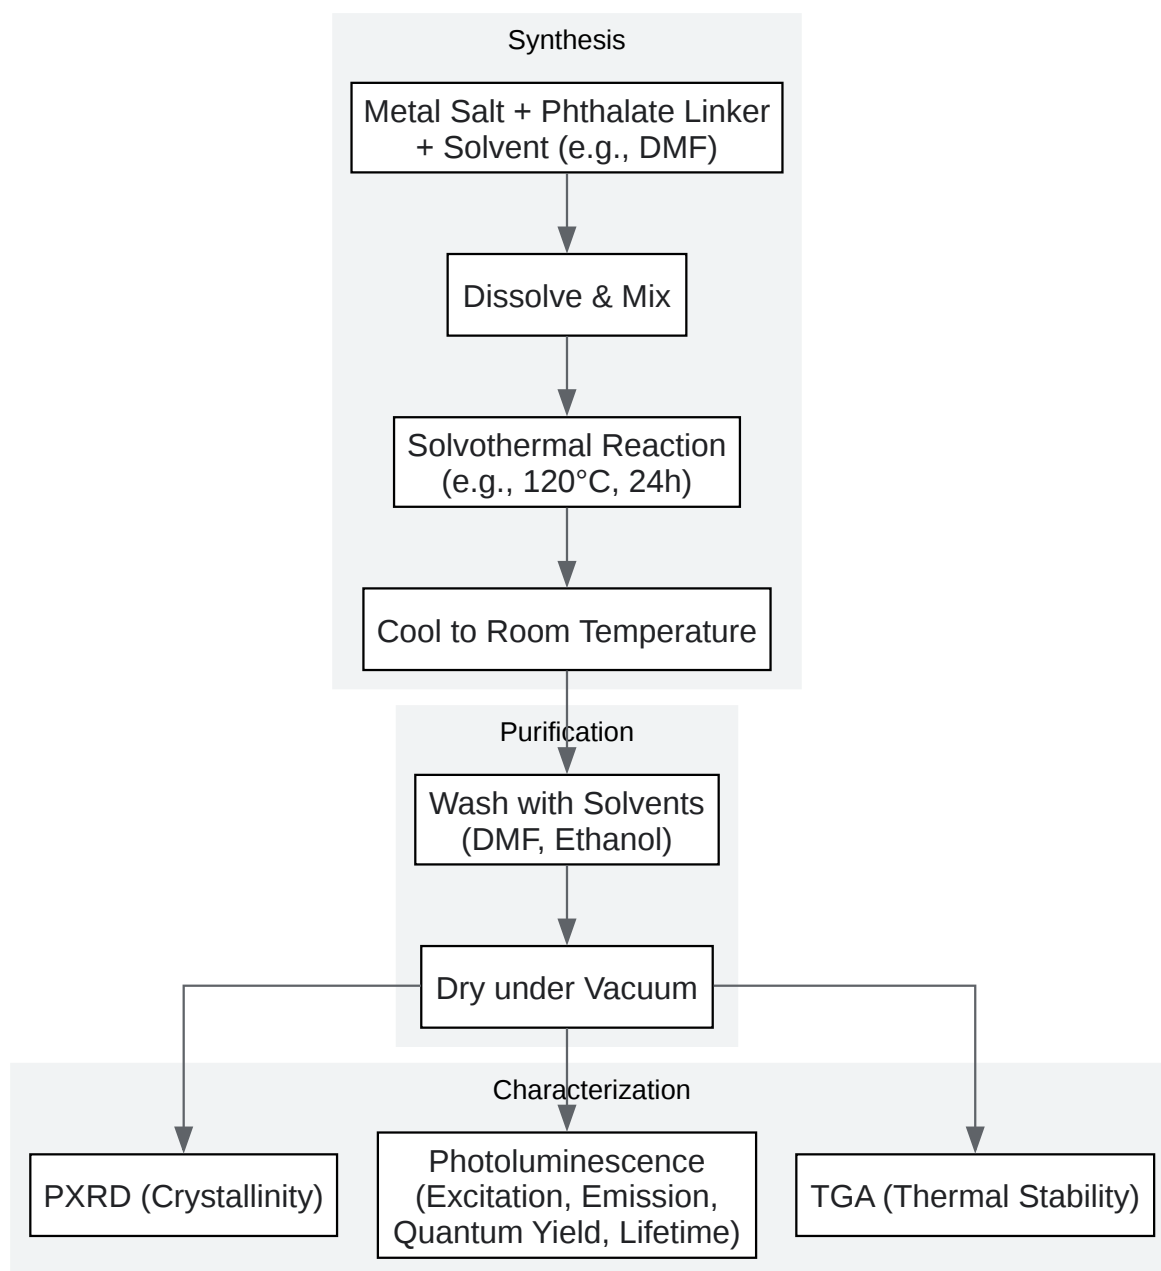 Synthesis
Metal Salt + Phthalate Linker
+ Solvent (e.g., DMF)
Dissolve & Mix
Solvothermal Reaction
(e.g., 120°C, 24h)
Cool to Room Temperature
Purification
Wash with Solvents
(DMF, Ethanol)
Dry under Vacuum
Characterization
PXRD (Crystallinity)
Photoluminescence
(Excitation, Emission,
Quantum Yield, Lifetime)
TGA (Thermal Stability)